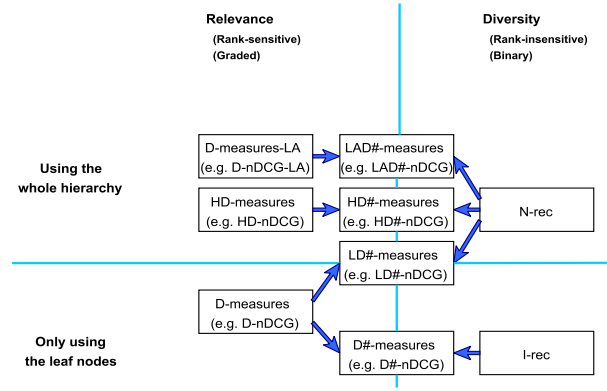 Relevance
(Rank-sensitive)
(Graded)
Diversity
(Rank-insensitive)
(Binary)
Using the
whole hierarchy
D-measures-LA
(e.g. D-nDCG-LA)
LAD#-measures
(e.g. LAD#-nDCG)
HD-measures
(e.g. HD-nDCG)
HD#-measures
(e.g. HD#-nDCG)
N-rec
LD#-measures
(e.g. LD#-nDCG)
Only using
the leaf nodes
D-measures
(e.g. D-nDCG)
D#-measures
(e.g. D#-nDCG)
I-rec